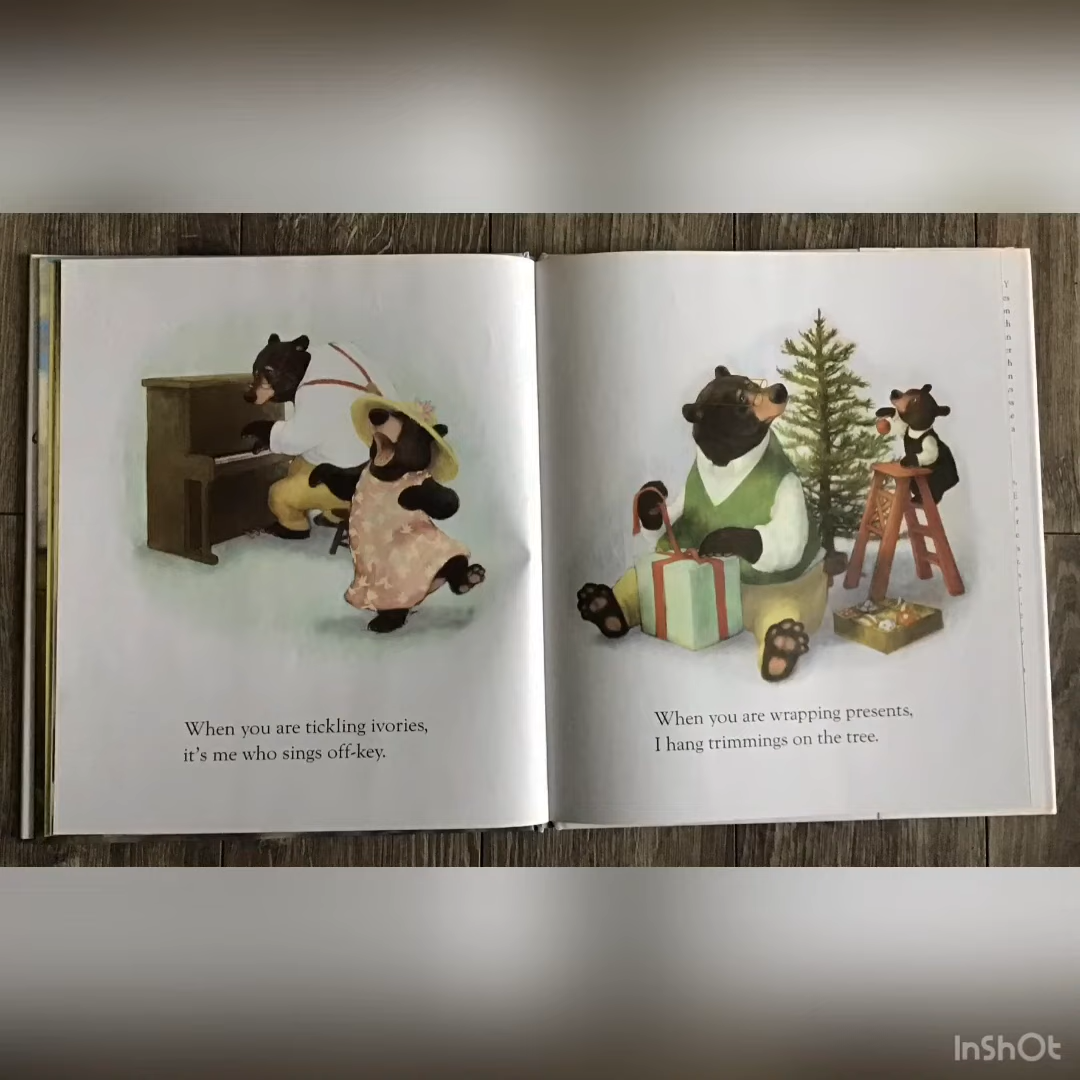 When you are tickling ivories,
it's me who sings off-key.
When you are wrapping presents,
I hang trimmings on the tree.
InShOt